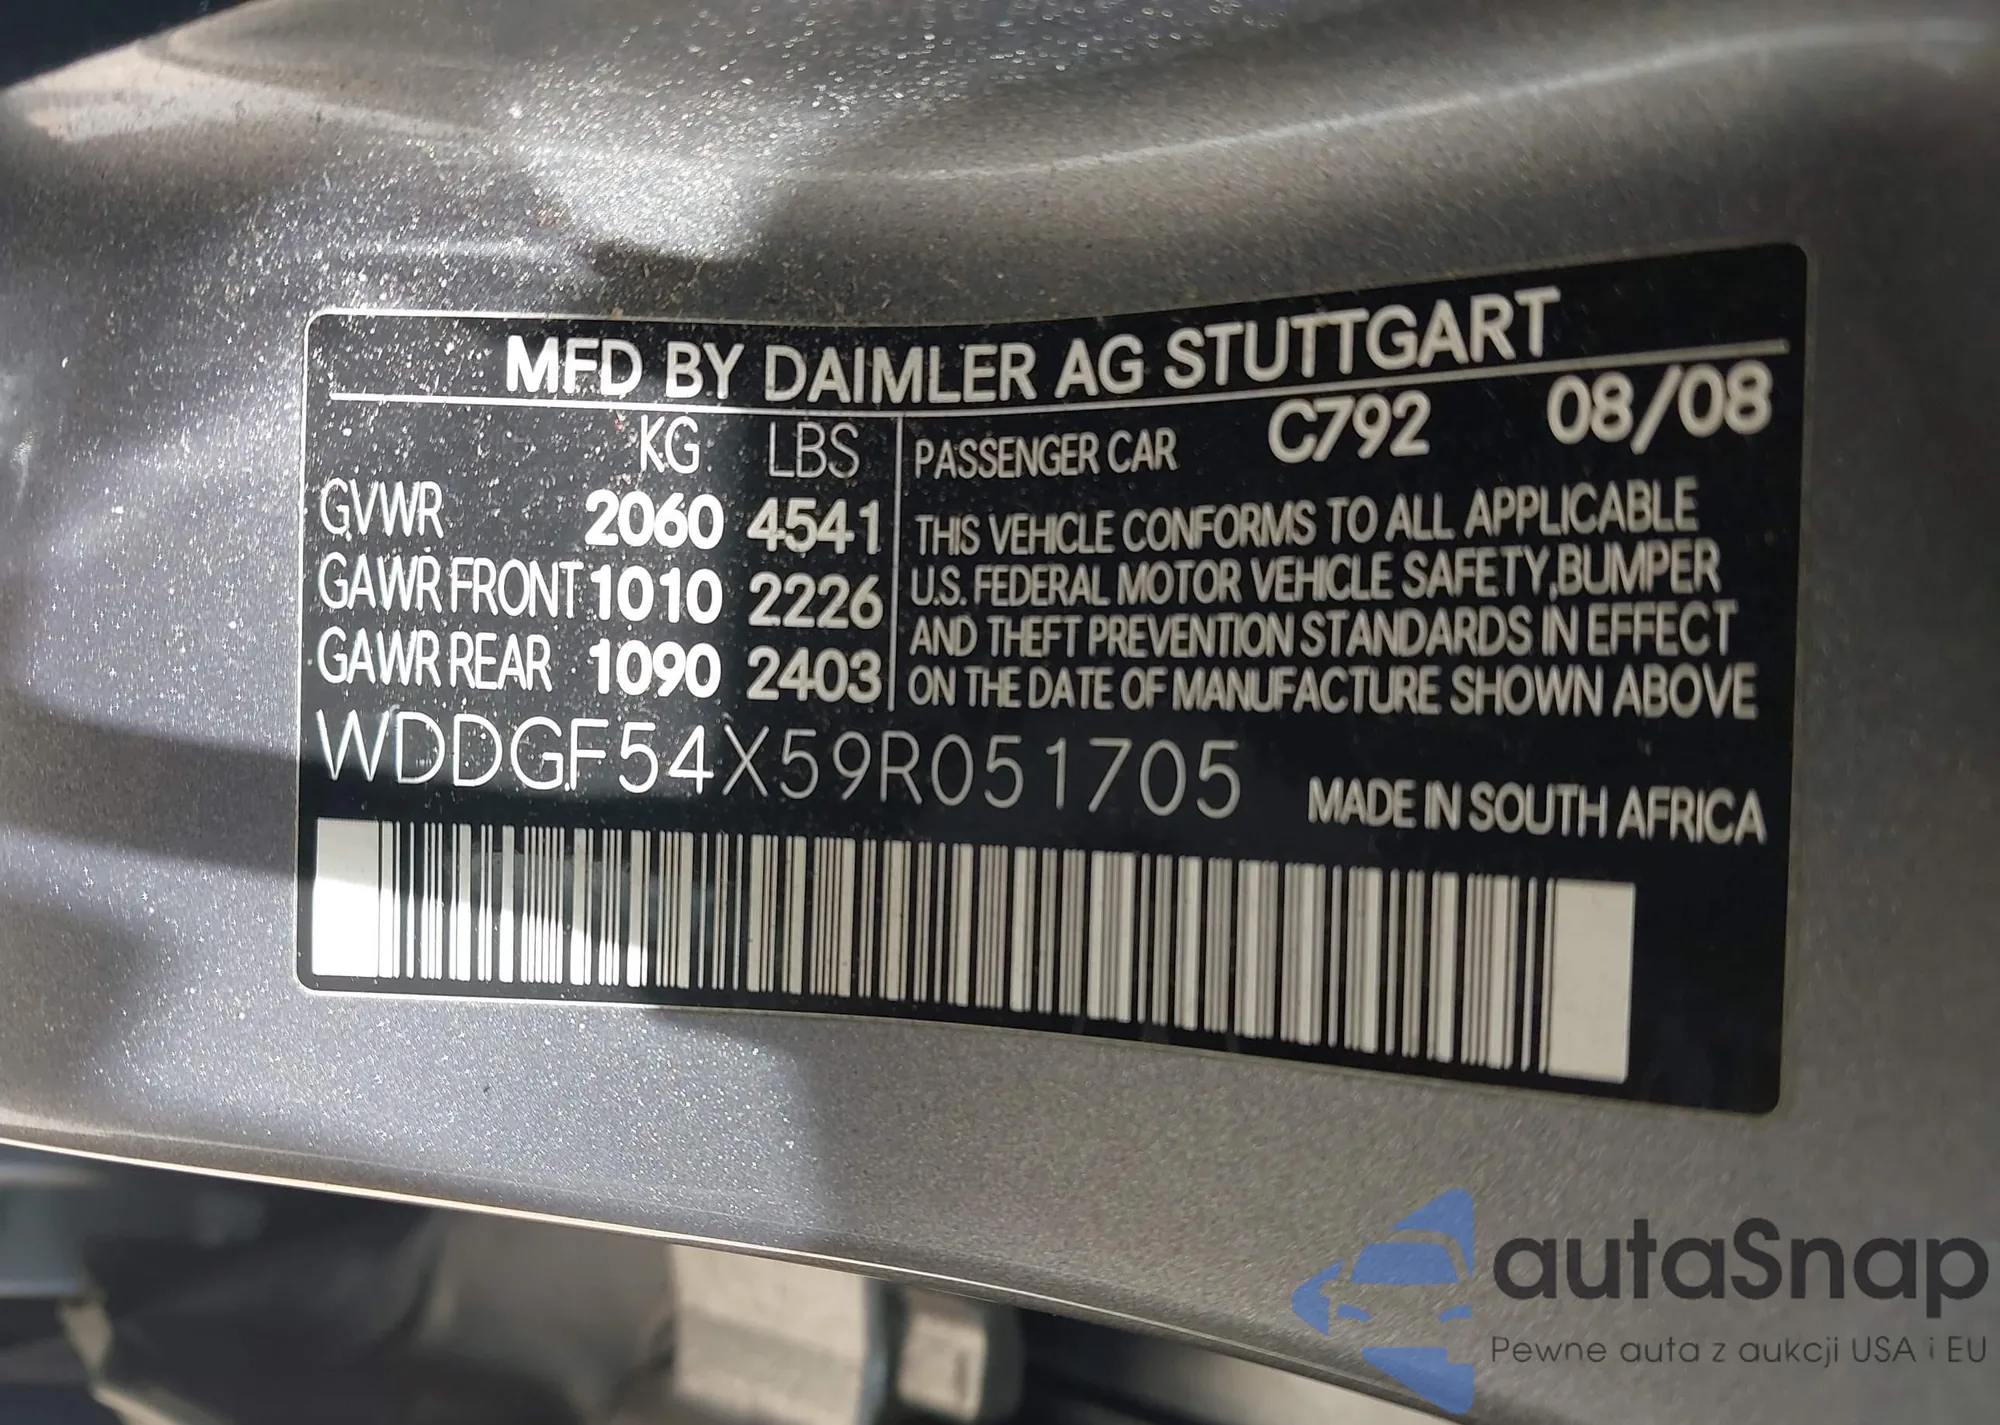 MFD BY DAIMLER AG STUTTGART
KG LBS
GVWR 2060 4541
GAWR FRONT 1010 2226
GAWR REAR 1090 2403
PASSENGER CAR C792 08/08
THIS VEHICLE CONFORMS TO ALL APPLICABLE
U.S. FEDERAL MOTOR VEHICLE SAFETY,BUMPER
AND THEFT PREVENTION STANDARDS IN EFFECT
ON THE DATE OF MANUFACTURE SHOWN ABOVE
WDDGF54X59R051705
MADE IN SOUTH AFRICA
autaSnap
Pewne auta z aukcji USA i EU